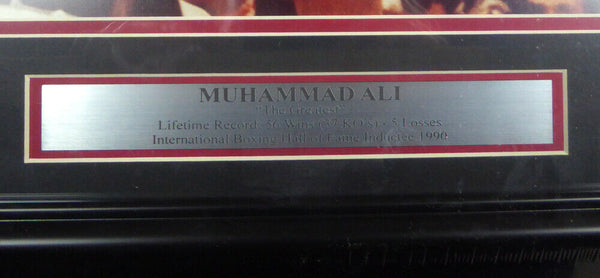 MUHAMMAD ALI
"The Greatest"
Lifetime Record: 56 Wins (37 KO's) - 5 Losses
International Boxing Hall of Fame Inductee 1990